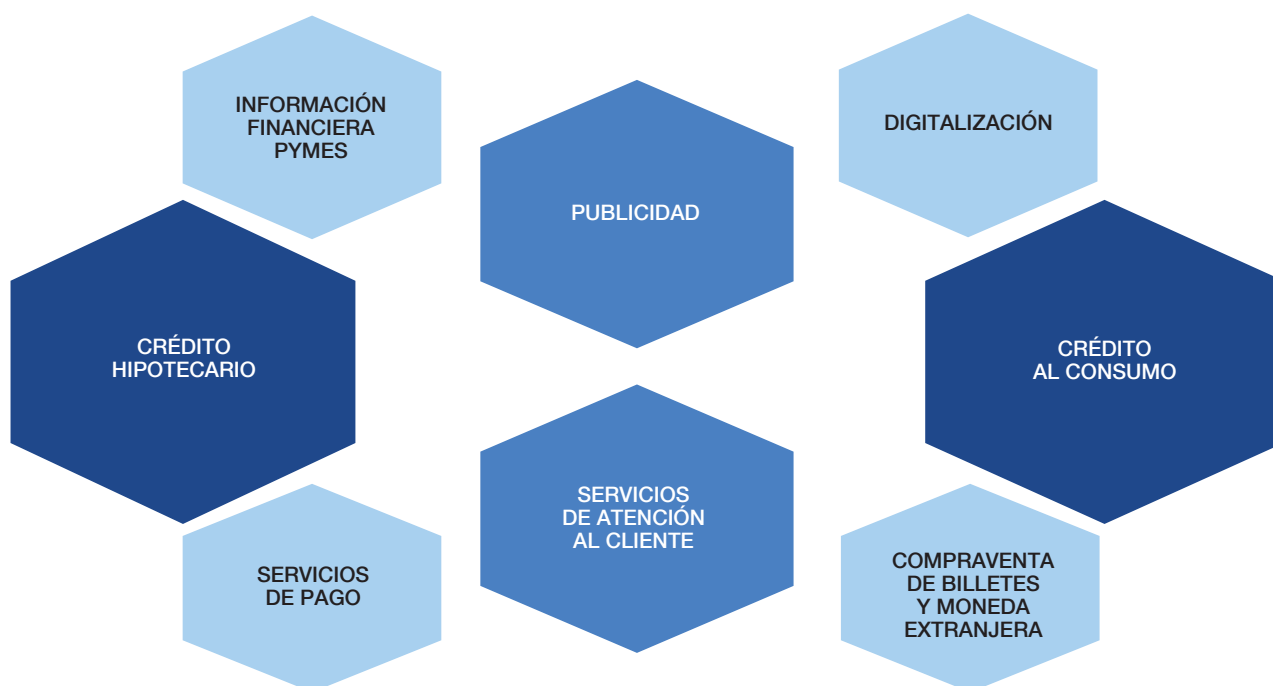 INFORMACIÓN
FINANCIERA
PYMES
PUBLICIDAD
DIGITALIZACIÓN
CRÉDITO
HIPOTECARIO
CRÉDITO
AL CONSUMO
SERVICIOS
DE ATENCIÓN
AL CLIENTE
SERVICIOS
DE PAGO
COMPRAVENTA
DE BILLETES
Y MONEDA
EXTRANJERA